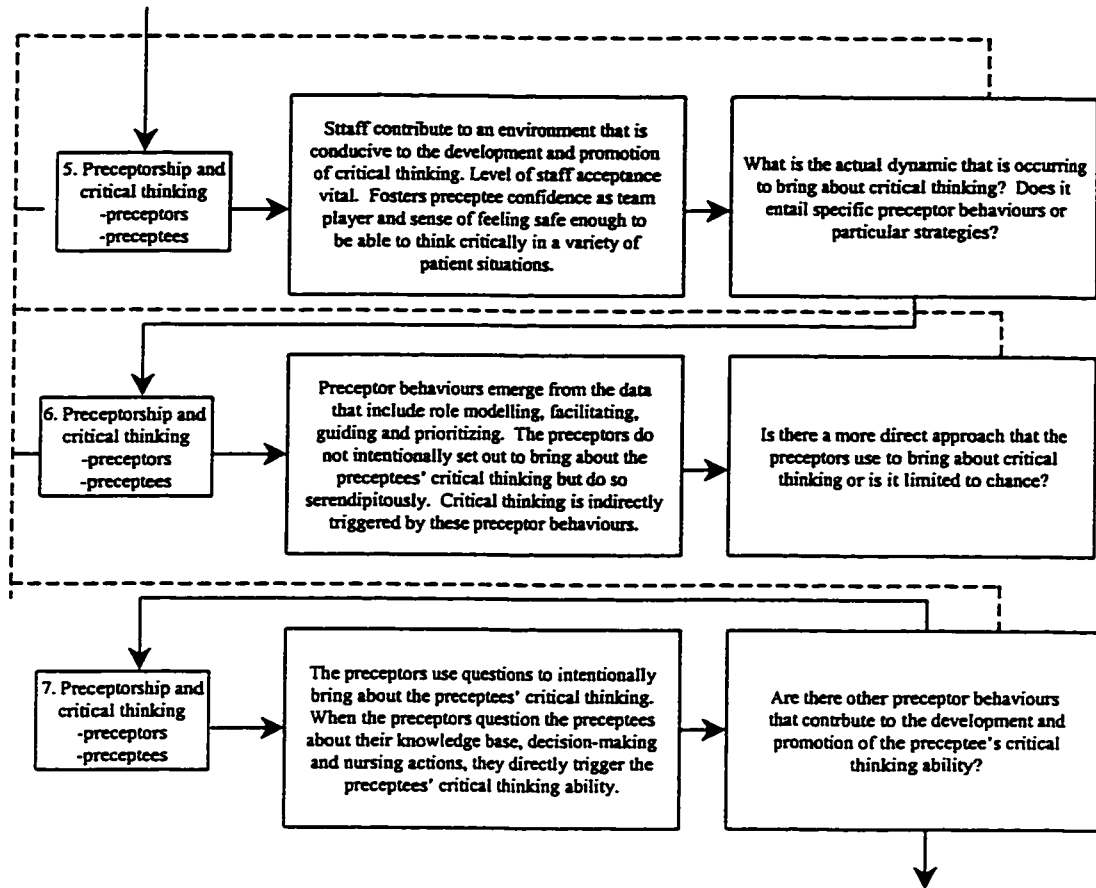 5. Preceptorship and
critical thinking
-preceptors
-preceptees
Sttaff contribute to an environment that is
conducive to the development and promotion
of critical thinking. Level of staff acceptance
vital. Fosters preceptee confidence as team
player and sense of feeling safe enough to
be able to think critically in a variety of
patient situations.
What is the actual dynamic that is occurring
to bring about critical thinking? Does it
entail specific preceptor behaviours or
particular strategies?
6. Preceptorship and
critical thinking
-preceptors
-preceptees
Preceptor behaviours emerge from the data
that include role modelling, facilitating,
guiding and prioritizing. The preceptors do
not intentionally set out to bring about the
preceptees' critical thinking but do so
serendipitously. Critical thinking is indirectly
triggered by these preceptor behaviours.
Is there a more direct approach that the
preceptors use to bring about critical
thinking or is it limited to chance?
7. Preceptorship and
critical thinking
-preceptors
-preceptees
The preceptors use questions to intentionally
bring about the preceptees' critical thinking.
When the preceptors question the preceptees
about their knowledge base, decision-making
and nursing actions, they directly trigger the
preceptees' critical thinking ability.
Are there other preceptor behaviours
that contrbute to the development and
promotion of the preceptee's critical
thinking ability?